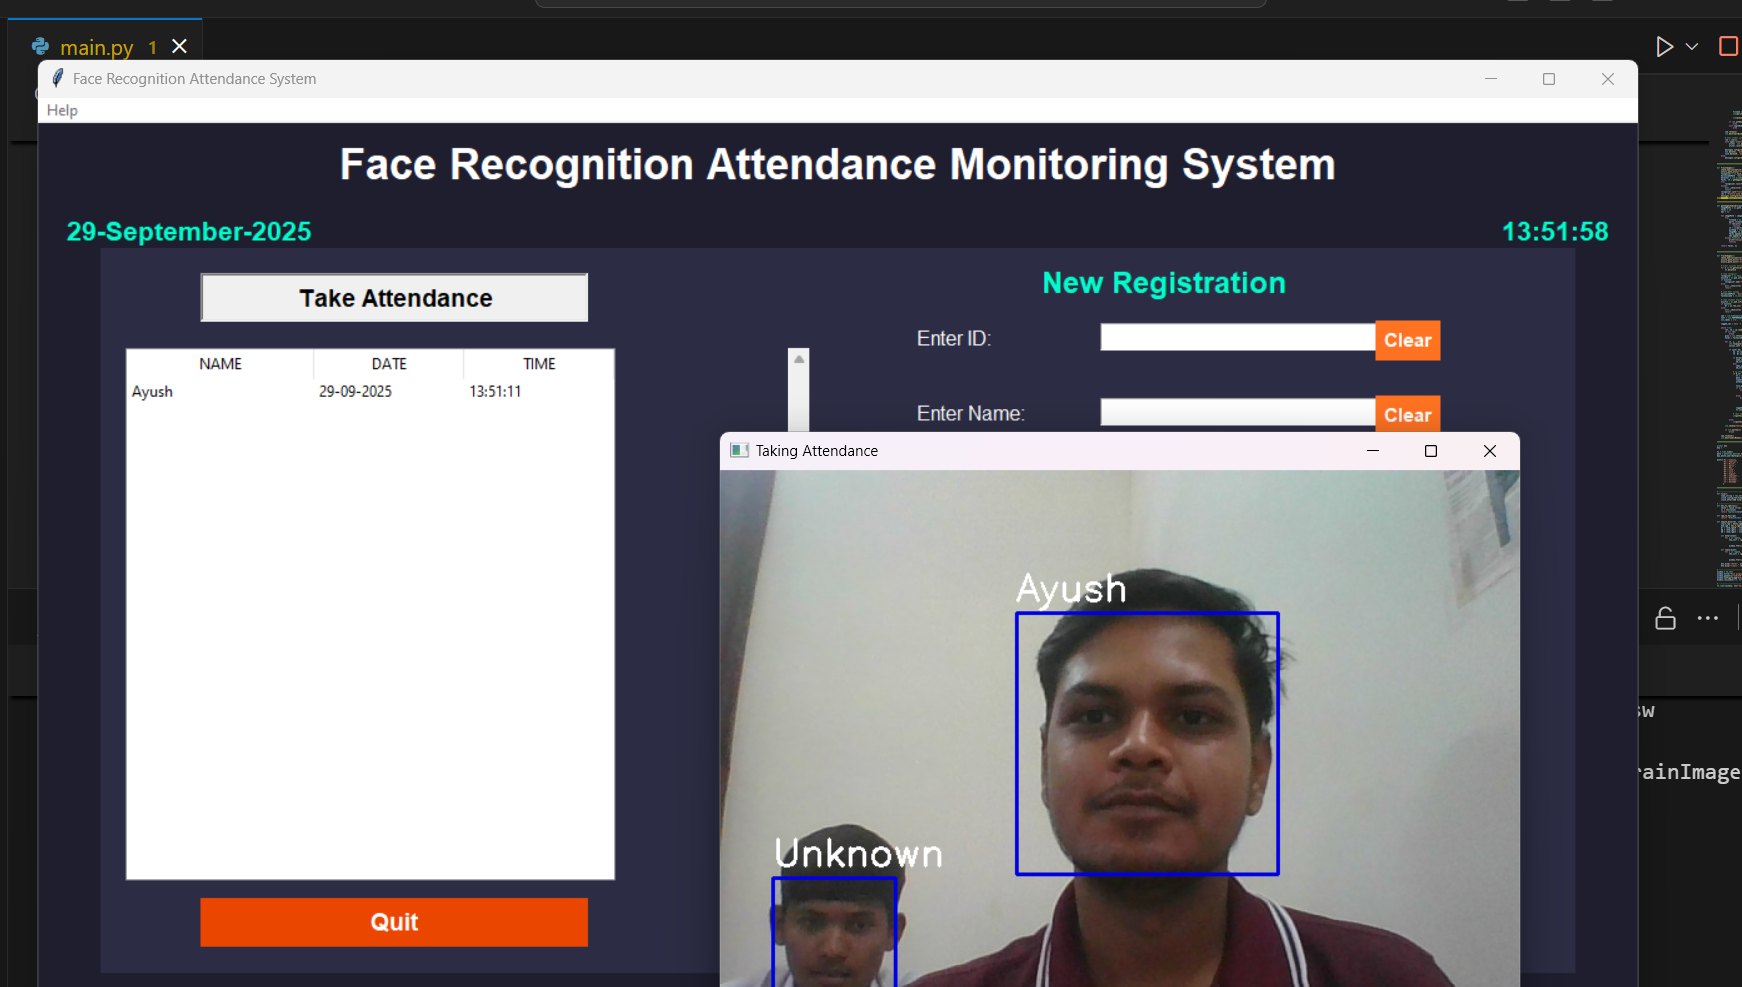 main.py 1
Face Recognition Attendance System
Help
Face Recognition Attendance Monitoring System
29-September-2025
13:51:58
Take Attendance
NAME DATE TIME
Ayush 29-09-2025 13:51:11
Quit
New Registration
Enter ID:
Clear
Enter Name:
Clear
Taking Attendance
Ayush
Unknown
sw
rainImage